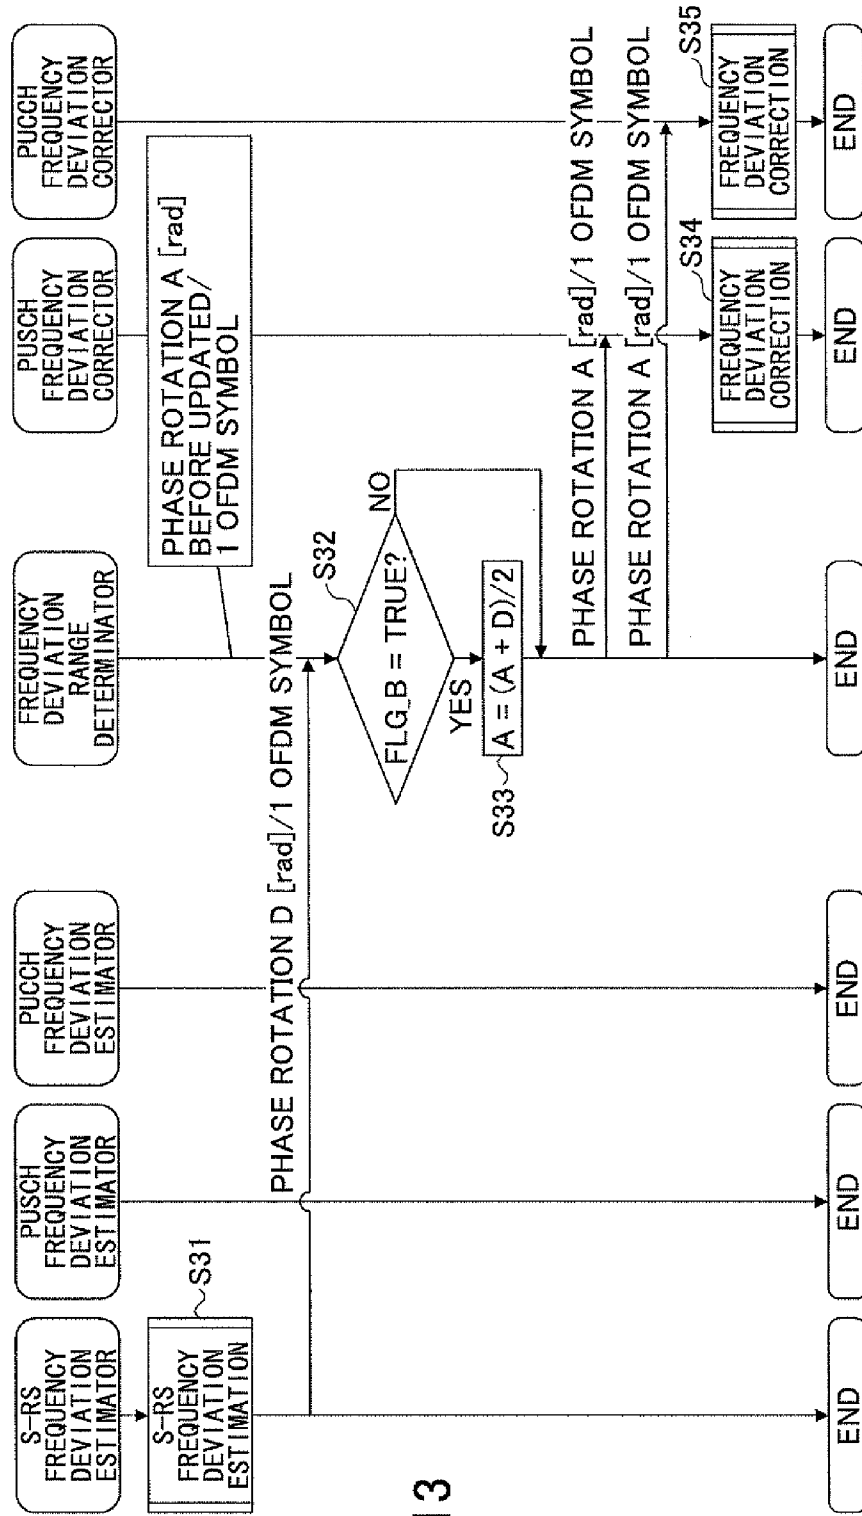 S-RS
FREQUENCY
DEVIATION
ESTIMATOR
PUSCH
FREQUENCY
DEVIATION
ESTIMATOR
PUCCH
FREQUENCY
DEVIATION
ESTIMATOR
FREQUENCY
DEVIATION
RANGE
DETERMINATOR
PUSCH
FREQUENCY
DEVIATION
CORRECTOR
PUCCH
FREQUENCY
DEVIATION
CORRECTOR
S-RS
FREQUENCY
DEVIATION
ESTIMATION
S31
PHASE ROTATION A [rad]
BEFORE UPDATED/
1 OFDM SYMBOL
PHASE ROTATION D [rad]/1 OFDM SYMBOL
S32
FLG_B = TRUE?
NO
YES
S33
A = (A + D)/2
PHASE ROTATION A [rad]/1 OFDM SYMBOL
PHASE ROTATION A [rad]/1 OFDM SYMBOL
S34
FREQUENCY
DEVIATION
CORRECTION
S35
FREQUENCY
DEVIATION
CORRECTION
END
END
END
END
END
END